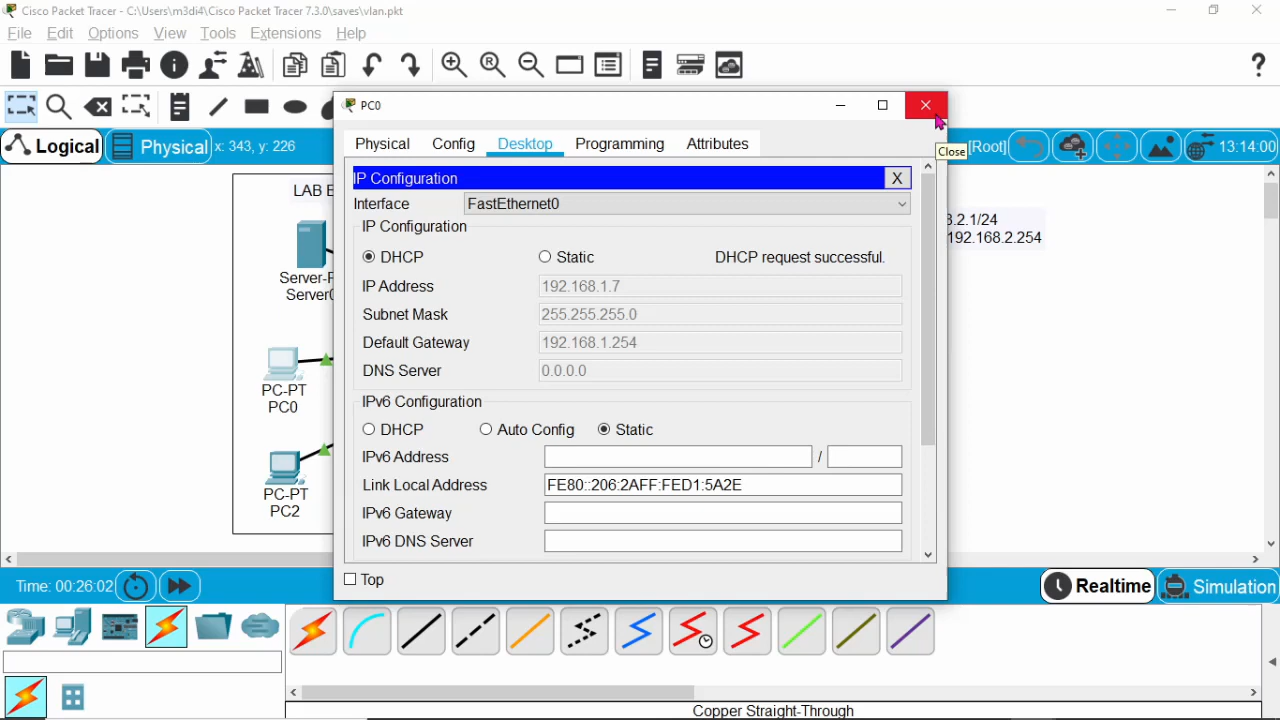 Cisco Packet Tracer - C:\Users\m3di4\Cisco Packet Tracer 7.3.0\saves\vlan.pkt
File Edit Options View Tools Extensions Help
?
PC0
Logical Physical x: 343, y: 226
[Root] 13:14:00
Close
Physical Config Desktop Programming Attributes
IP Configuration X
Interface FastEthernet0
IP Configuration
DHCP Static DHCP request successful.
IP Address 192.168.1.7
Subnet Mask 255.255.255.0
Default Gateway 192.168.1.254
DNS Server 0.0.0.0
IPv6 Configuration
DHCP Auto Config Static
IPv6 Address /
Link Local Address FE80::206:2AFF:FED1:5A2E
IPv6 Gateway
IPv6 DNS Server
Top
LAB
Server0
PC-PT
PC0
PC-PT
PC2
.2.1/24
192.168.2.254
Time: 00:26:02
Realtime Simulation
Copper Straight-Through